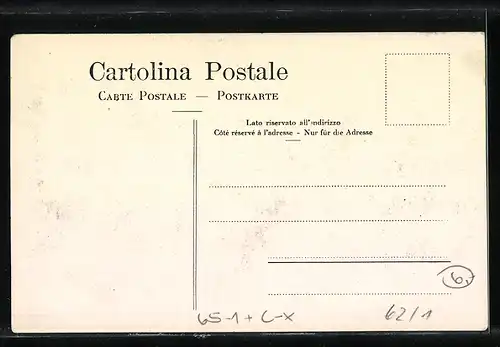 Cartolina Postale
CARTE POSTALE — POSTKARTE
Lato riservato all'indirizzo
Côté réservé à l'adresse - Nur für die Adresse
6.
65-1 + C-X
62/1